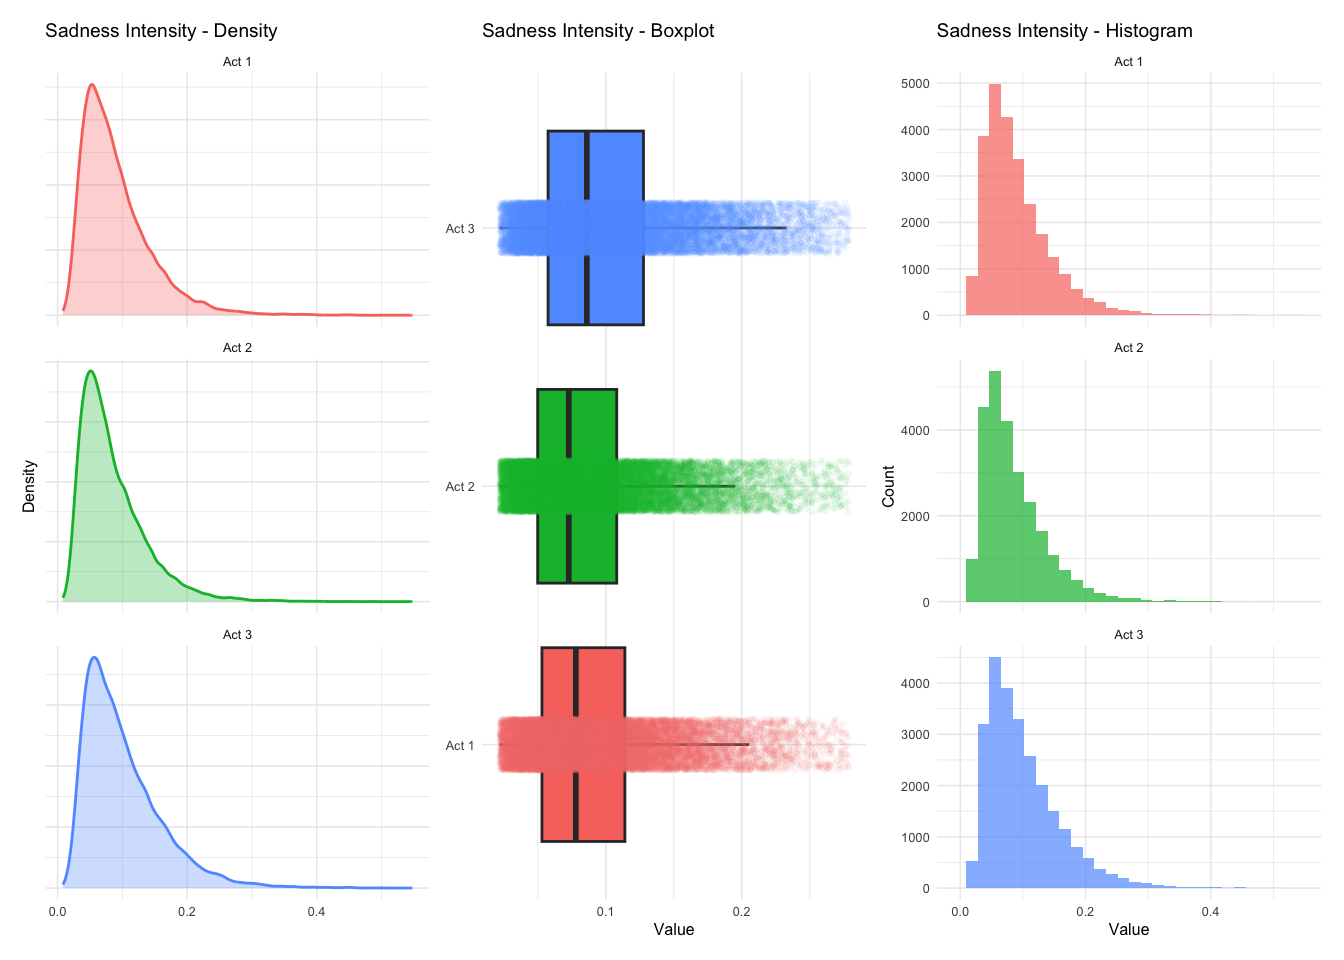 Sadness Intensity - Density
Act 1
Act 2
Act 3
Density
0.0
0.2
0.4
Sadness Intensity - Boxplot
Act 3
Act 2
Act 1
0.1
0.2
Value
Sadness Intensity - Histogram
Act 1
5000
4000
3000
2000
1000
0
Act 2
4000
2000
0
Act 3
4000
3000
2000
1000
0
Count
0.0
0.2
0.4
Value